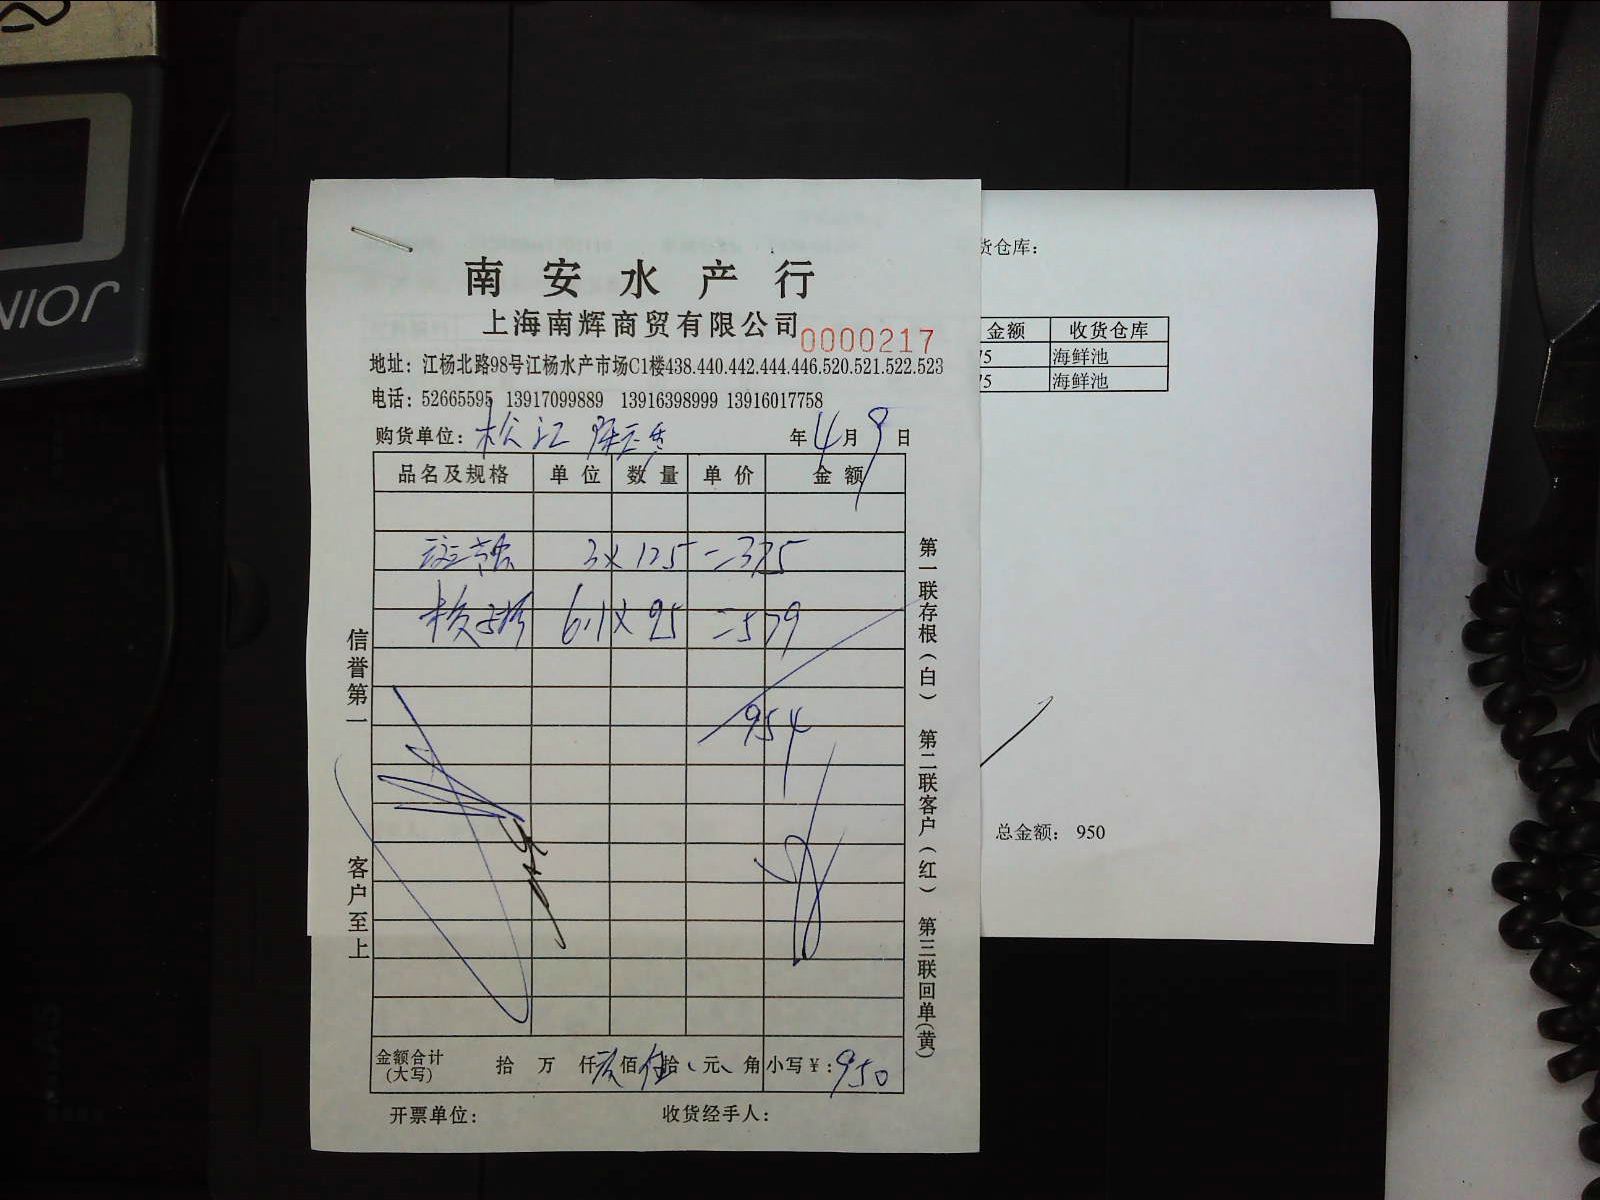 JOINI
南安水产行
上海南辉商贸有限公司 0000217
地址：江杨北路98号江杨水产市场C1楼438.440.442.444.446.520.521.522.523
电话：52665595 13917099889 13916398999 13916017758
购货单位：松江 年4月9日
品名及规格 单位 数量 单价 金额
斑节 3×125=375
6.1×95=579
954
金额合计(大写) 拾 万 仟玖佰伍拾、元、角 小写￥：950
开票单位： 收货经手人：
信誉第一 客户至上
第一联存根（白） 第二联客户（红） 第三联回单（黄）
货仓库：
金额 收货仓库
75 海鲜池
75 海鲜池
总金额： 950